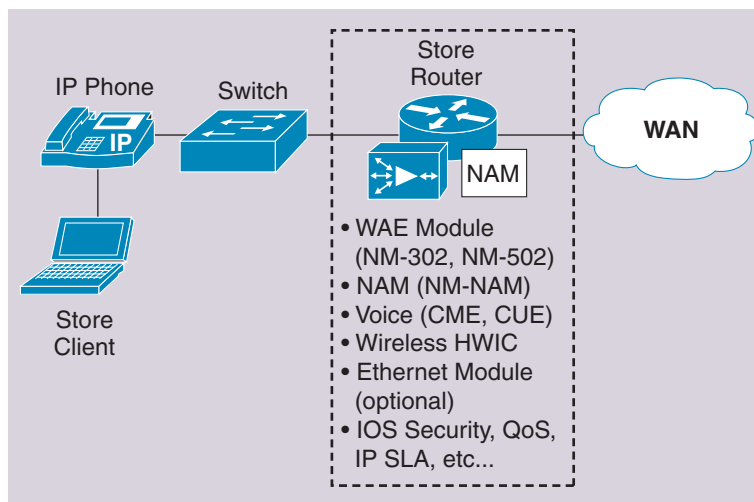 Store
Router
IP Phone
Switch
IP
WAN
NAM
Store
Client
• WAE Module
(NM-302, NM-502)
• NAM (NM-NAM)
• Voice (CME, CUE)
• Wireless HWIC
• Ethernet Module
(optional)
• IOS Security, QoS,
IP SLA, etc...